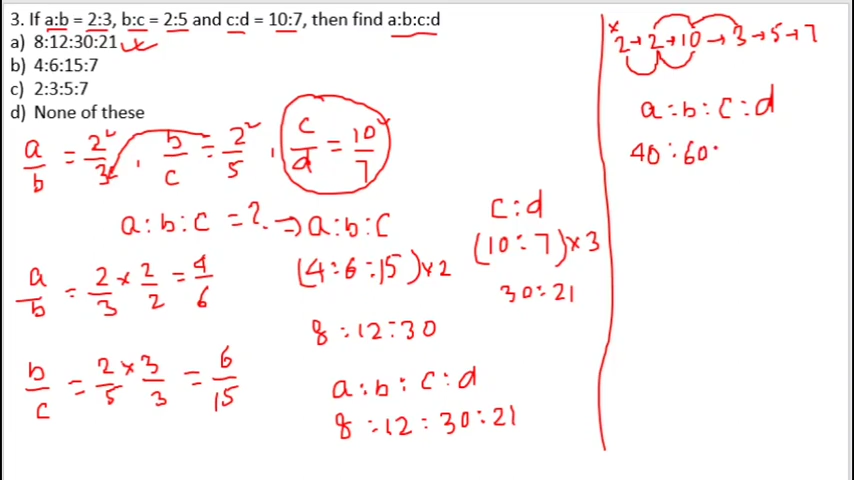 3. If a:b = 2:3, b:c = 2:5 and c:d = 10:7, then find a:b:c:d
a) 8:12:30:21
b) 4:6:15:7
c) 2:3:5:7
d) None of these
a/b = 2/3, b/c = 2/5, c/d = 10/7
a:b:c = ? ⇒ a:b:c
a/b = 2/3 × 2/2 = 4/6
(4:6:15)×2
8:12:30
b/c = 2/5 × 3/3 = 6/15
a:b:c:d
8:12:30:21
c:d
(10:7)×3
30:21
2→2→10→3→5→7
a:b:c:d
40:60: